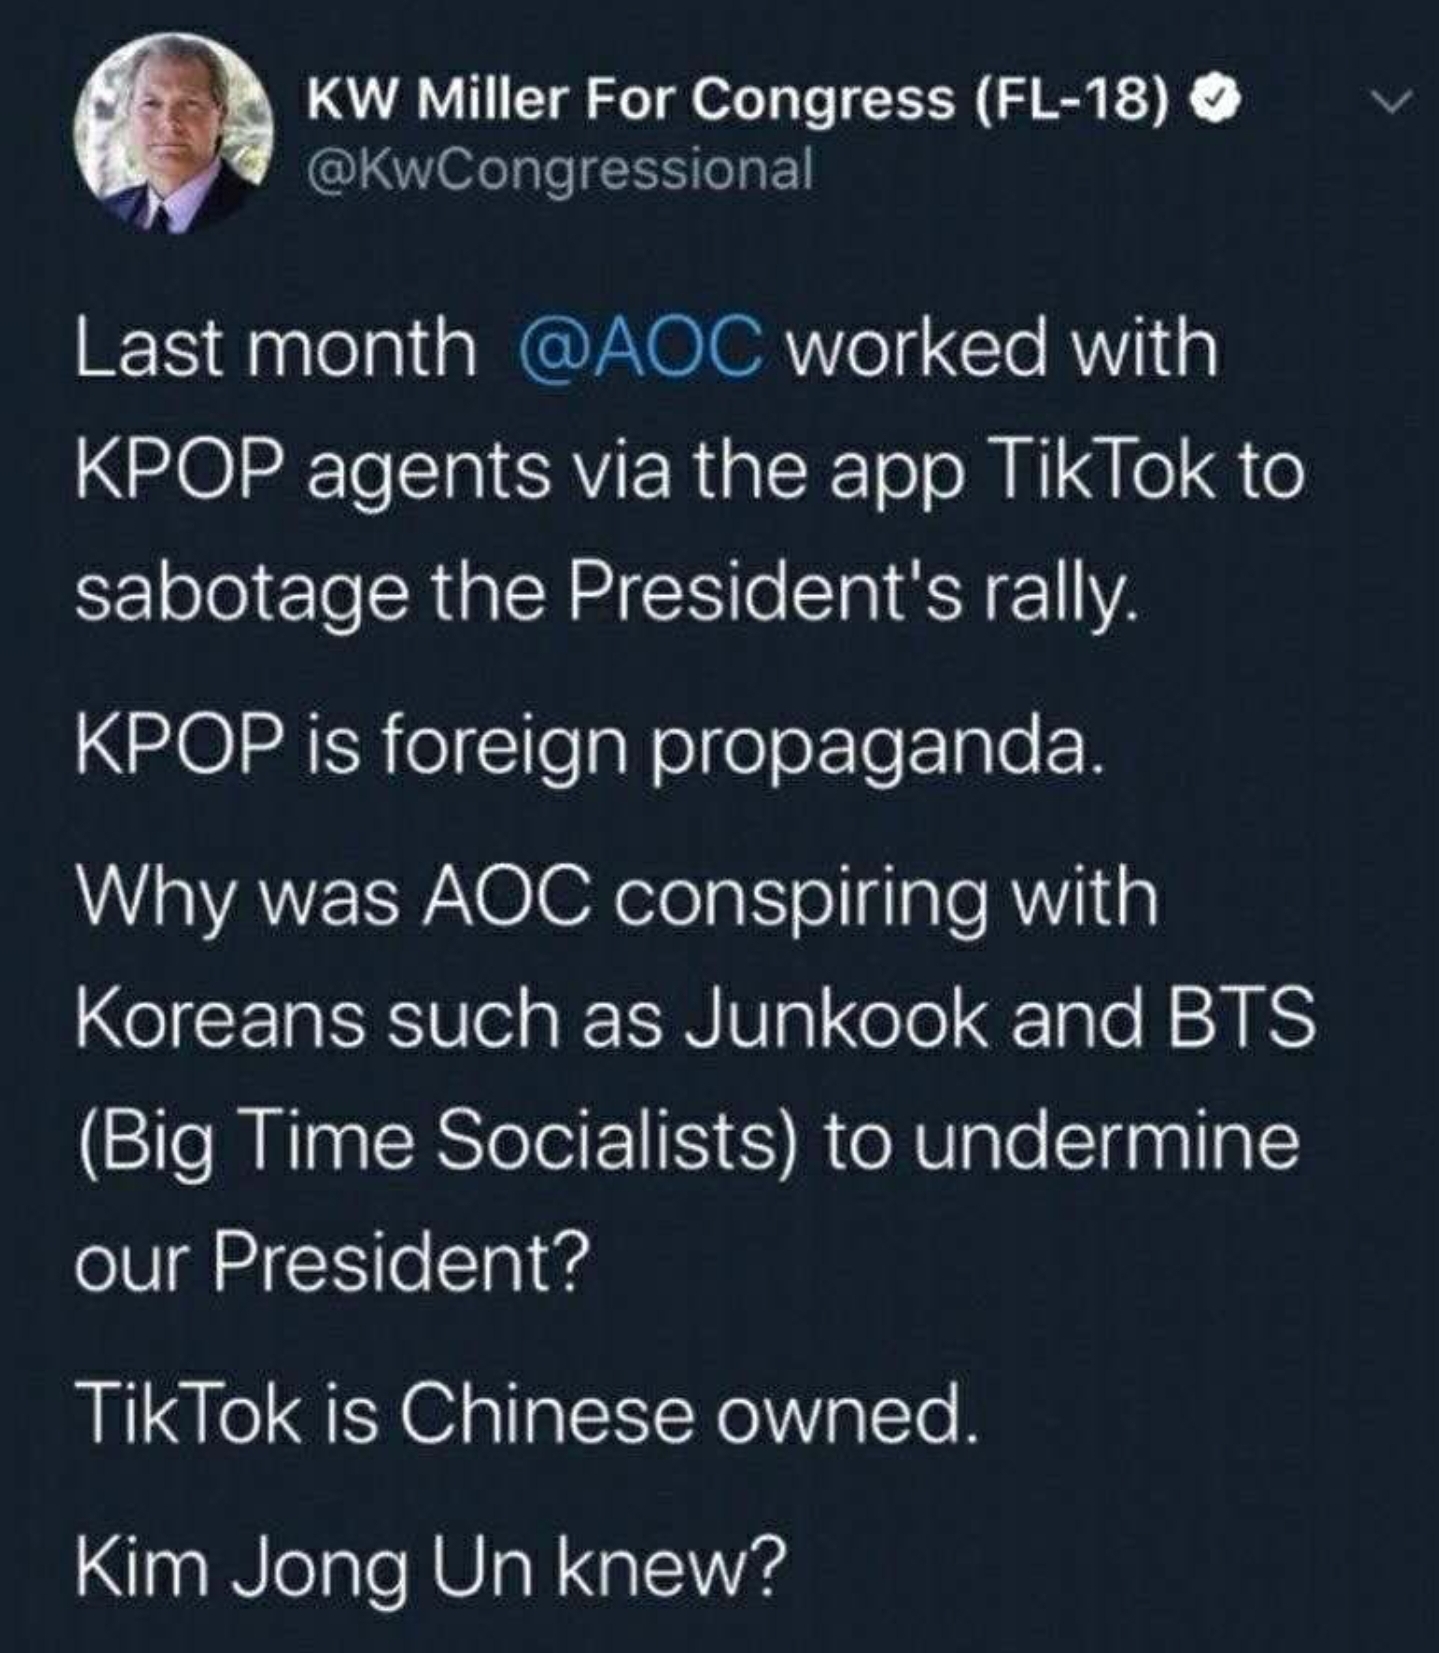 KW Miller For Congress (FL-18)
@KwCongressional
Last month @AOC worked with
KPOP agents via the app TikTok to
sabotage the President's rally.
KPOP is foreign propaganda.
Why was AOC conspiring with
Koreans such as Junkook and BTS
(Big Time Socialists) to undermine
our President?
TikTok is Chinese owned.
Kim Jong Un knew?